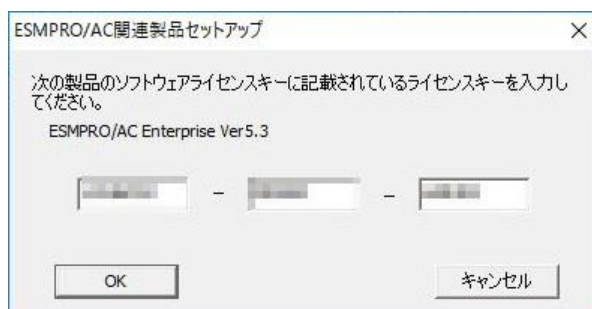 ESMPRO/AC関連製品セットアップ
次の製品のソフトウェアライセンスキーに記載されているライセンスキーを入力し
てください。
ESMPRO/AC Enterprise Ver5.3
- -
OK キャンセル